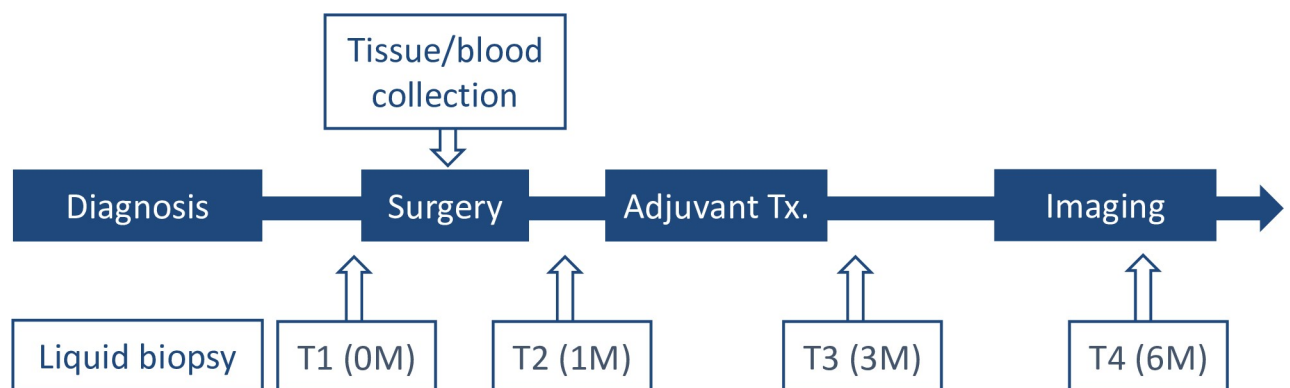 Tissue/blood
collection
Diagnosis
Surgery
Adjuvant Tx.
Imaging
Liquid biopsy
T1 (0M)
T2 (1M)
T3 (3M)
T4 (6M)